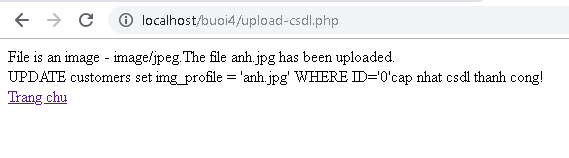 localhost/buoi4/upload-csdl.php
File is an image - image/jpeg.The file anh.jpg has been uploaded.
UPDATE customers set img_profile = 'anh.jpg' WHERE ID='0'cap nhat csdl thanh cong!
Trang chu